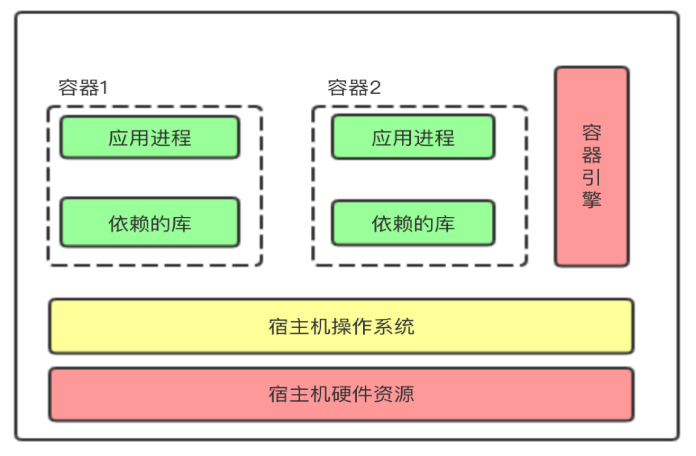 容器1
容器2
应用进程
应用进程
依赖的库
依赖的库
容器引擎
宿主机操作系统
宿主机硬件资源